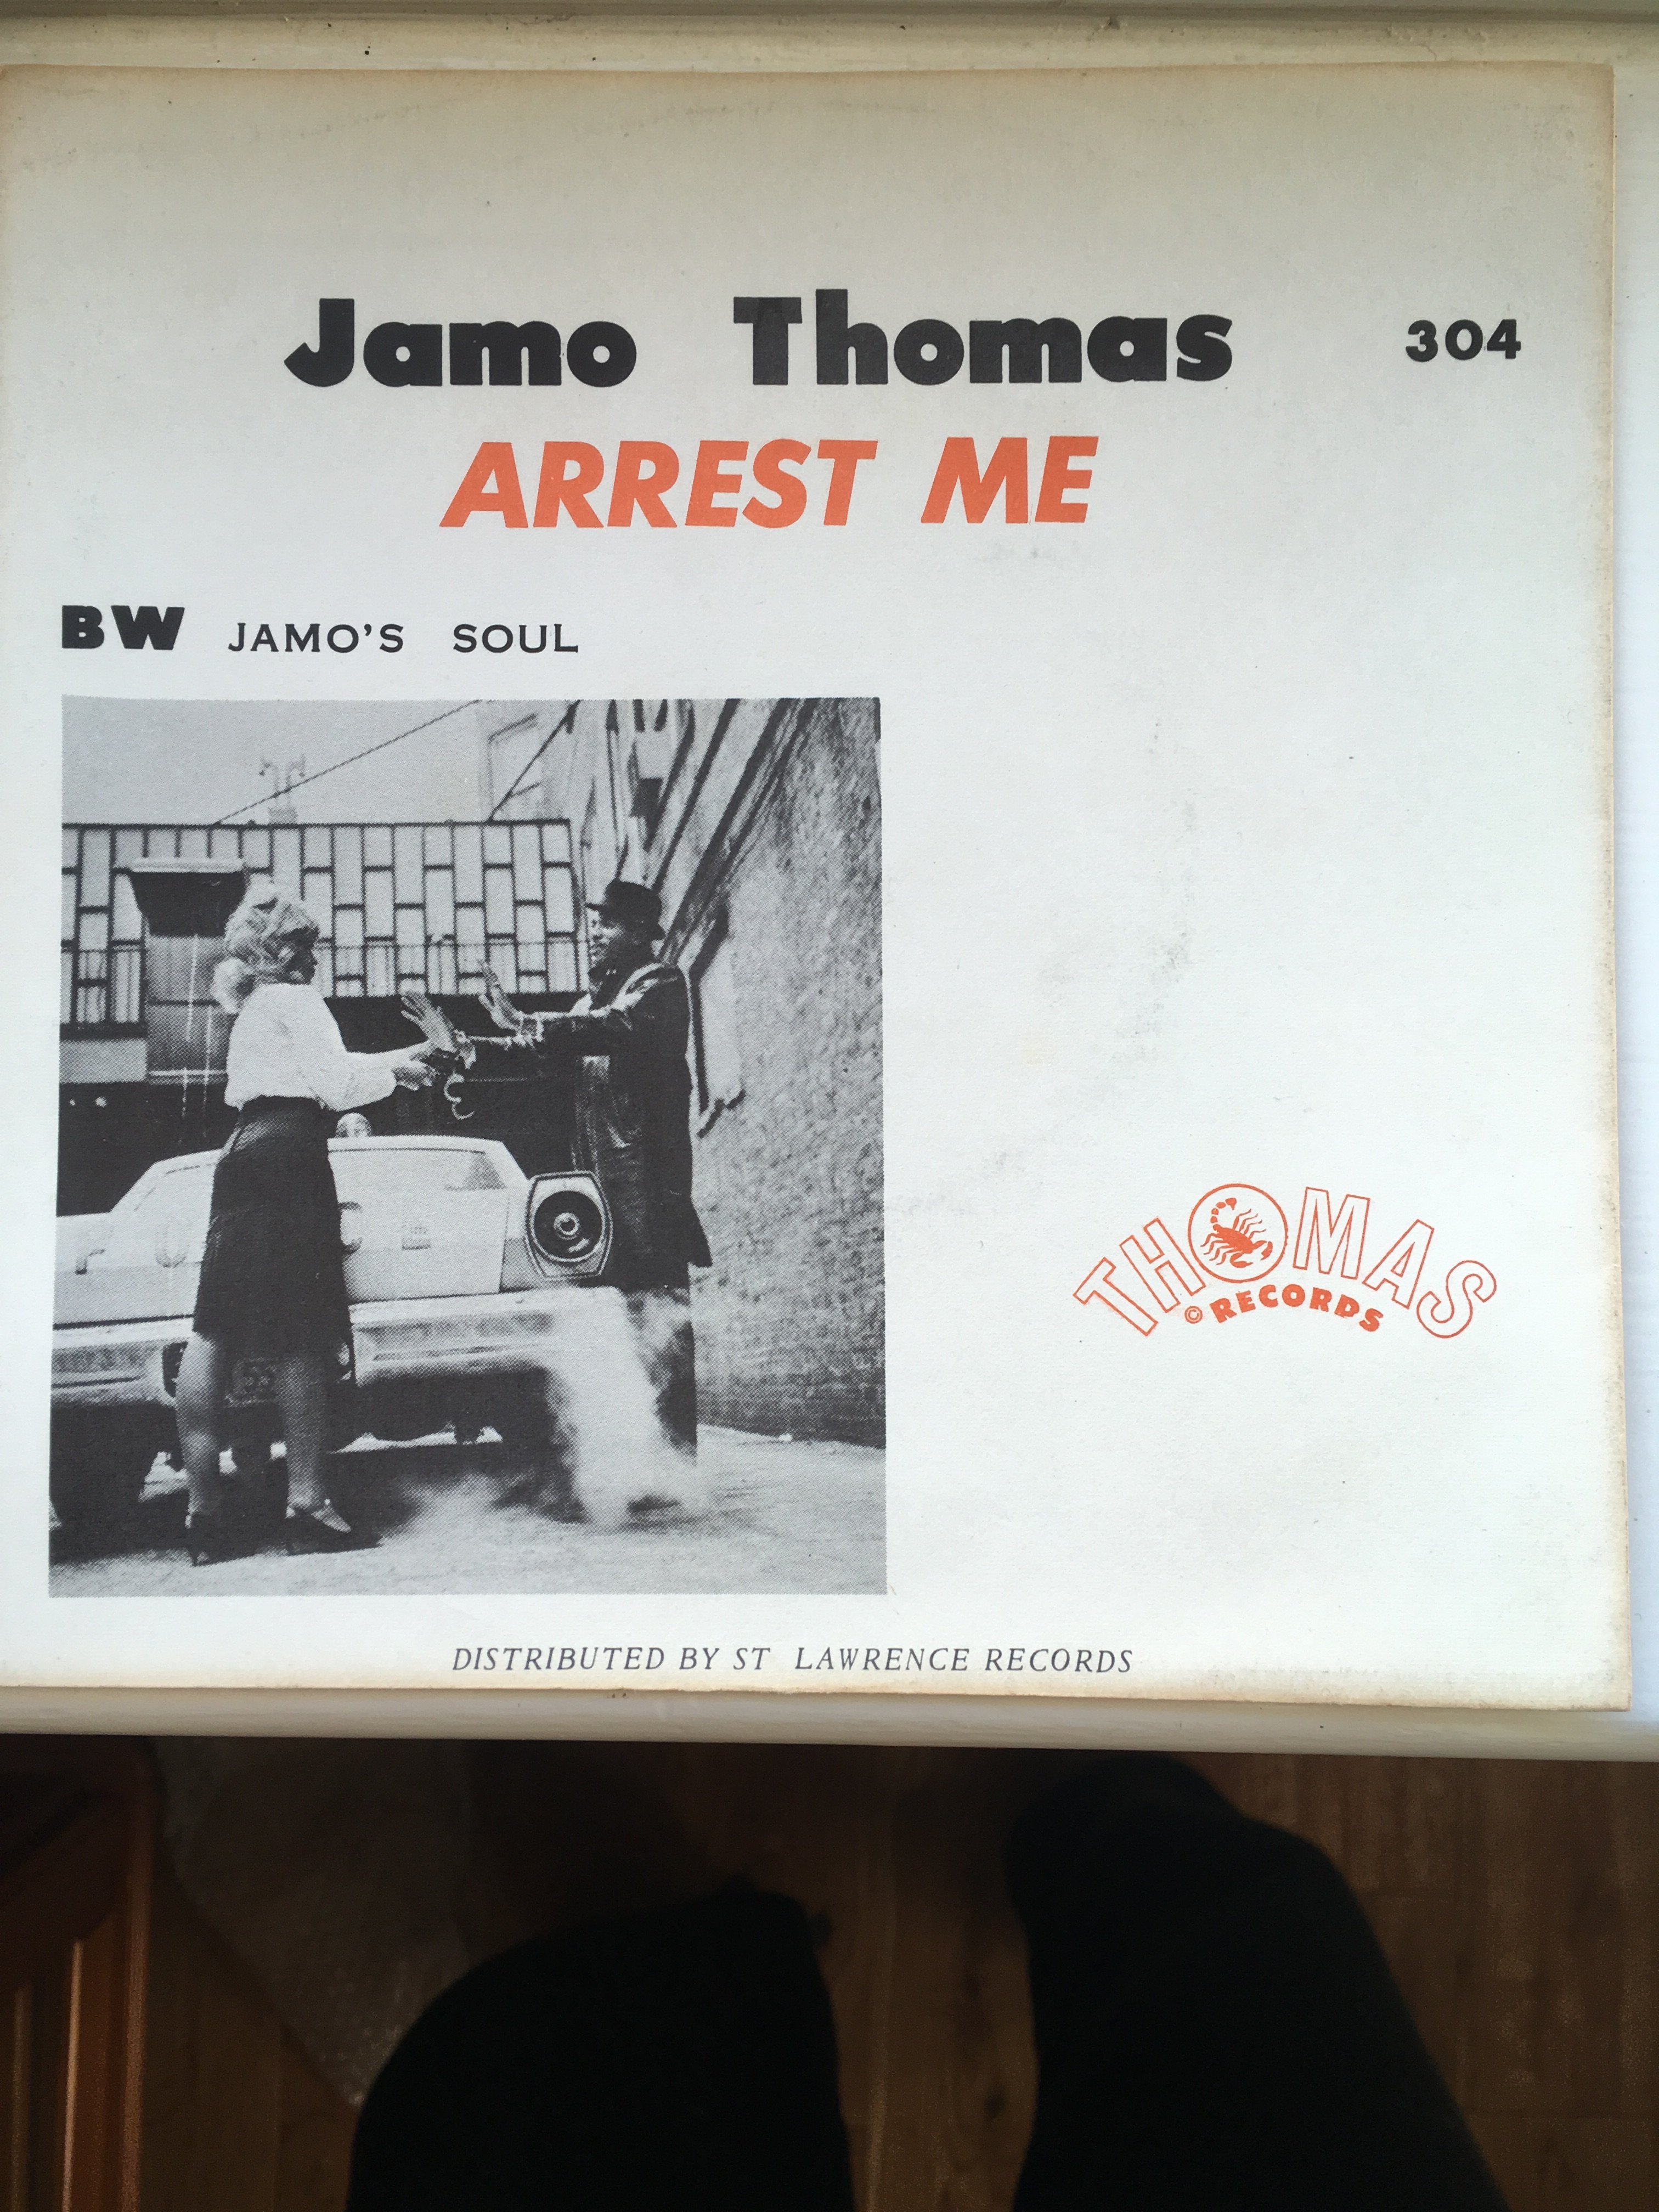 Jamo Thomas 304
ARREST ME
BW JAMO'S SOUL
THOMAS
© RECORDS
DISTRIBUTED BY ST LAWRENCE RECORDS